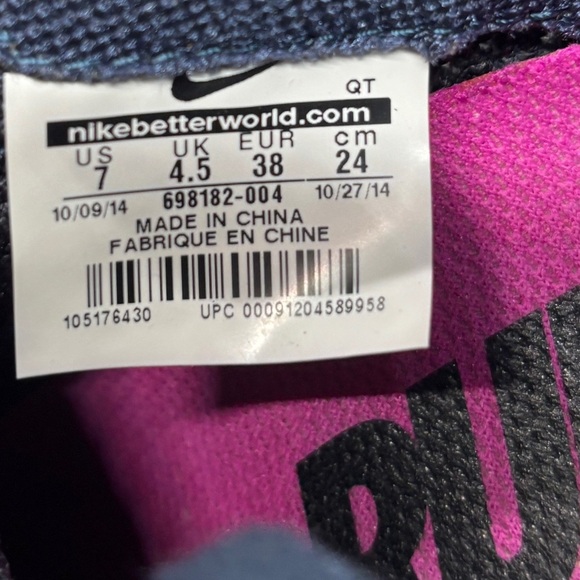 QT
nikebetterworld.com
US UK EUR cm
7 4.5 38 24
10/09/14 698182-004 10/27/14
MADE IN CHINA
FABRIQUE EN CHINE
105176430 UPC 00091204589958
RU